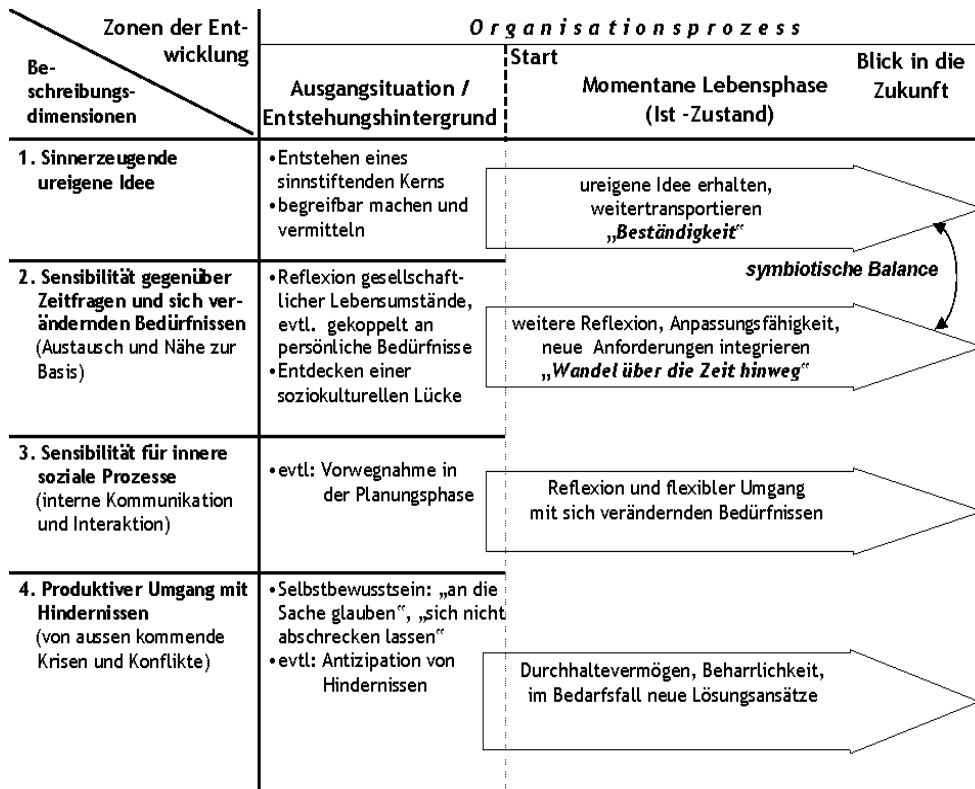 Zonen der Ent-
wicklung
Be-
schreibungs-
dimensionen
Organisationsprozess
Ausgangsituation /
Entstehungshintergrund
Start
Momentane Lebensphase
(Ist -Zustand)
Blick in die
Zukunft
1. Sinnerzeugende
ureigene Idee
•Entstehen eines
sinnstiftenden Kerns
•begreifbar machen und
vermitteln
ureigene Idee erhalten,
weitertransportieren
„Beständigkeit“
symbiotische Balance
2. Sensibilität gegenüber
Zeitfragen und sich ver-
ändernden Bedürfnissen
(Austausch und Nähe zur
Basis)
•Reflexion gesellschaft-
licher Lebensumstände,
evtl. gekoppelt an
persönliche Bedürfnisse
•Entdecken einer
soziokulturellen Lücke
weitere Reflexion, Anpassungsfähigkeit,
neue Anforderungen integrieren
„Wandel über die Zeit hinweg“
3. Sensibilität für innere
soziale Prozesse
(interne Kommunikation
und Interaktion)
•evtl: Vorwegnahme in
der Planungsphase
Reflexion und flexibler Umgang
mit sich verändernden Bedürfnissen
4. Produktiver Umgang mit
Hindernissen
(von aussen kommende
Krisen und Konflikte)
•Selbstbewusstsein: „an die
Sache glauben“, „sich nicht
abschrecken lassen“
•evtl: Antizipation von
Hindernissen
Durchhaltevermögen, Beharrlichkeit,
im Bedarfsfall neue Lösungsansätze